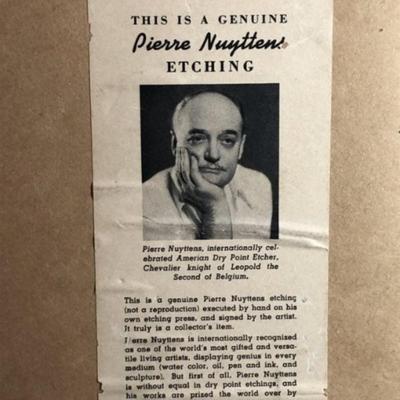 THIS IS A GENUINE
Pierre Nuyttens
ETCHING
Pierre Nuyttens, internationally cel-
ebrated Amerian Dry Point Etcher,
Chevalier knight of Leopold the
Second of Belgium.
This is a genuine Pierre Nuyttens etching
(not a reproduction) executed by hand on
his own etching press, and signed by the artist.
It truly is a collector's item.
Pierre Nuyttens is internationally recognized
as one of the world's most gifted and versa-
tile living artists, displaying genius in every
medium (water color, oil, pen and ink, and
sculpture). But first of all, Pierre Nuyttens
is without equal in dry point etchings, and
his works are prized the world over by